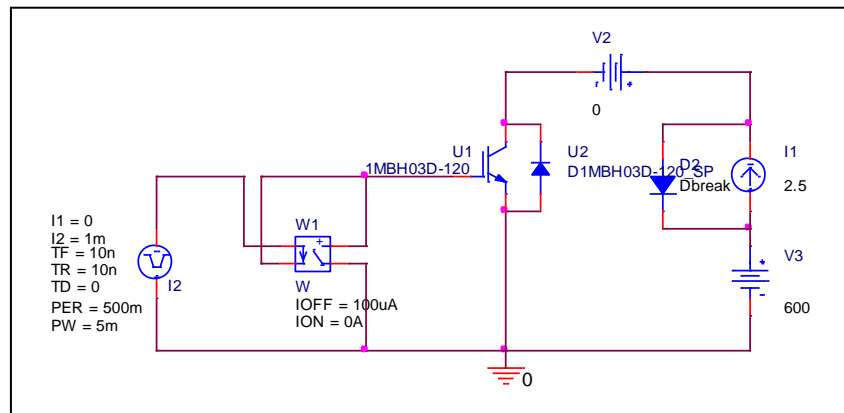 V2
0
U1
1MBH03D-120
U2
D1MBH03D-120_SP
D2
Dbreak
I1
2.5
W1
W
IOFF = 100uA
ION = 0A
I1 = 0
I2 = 1m
TF = 10n
TR = 10n
TD = 0
PER = 500m
PW = 5m
I2
V3
600
0